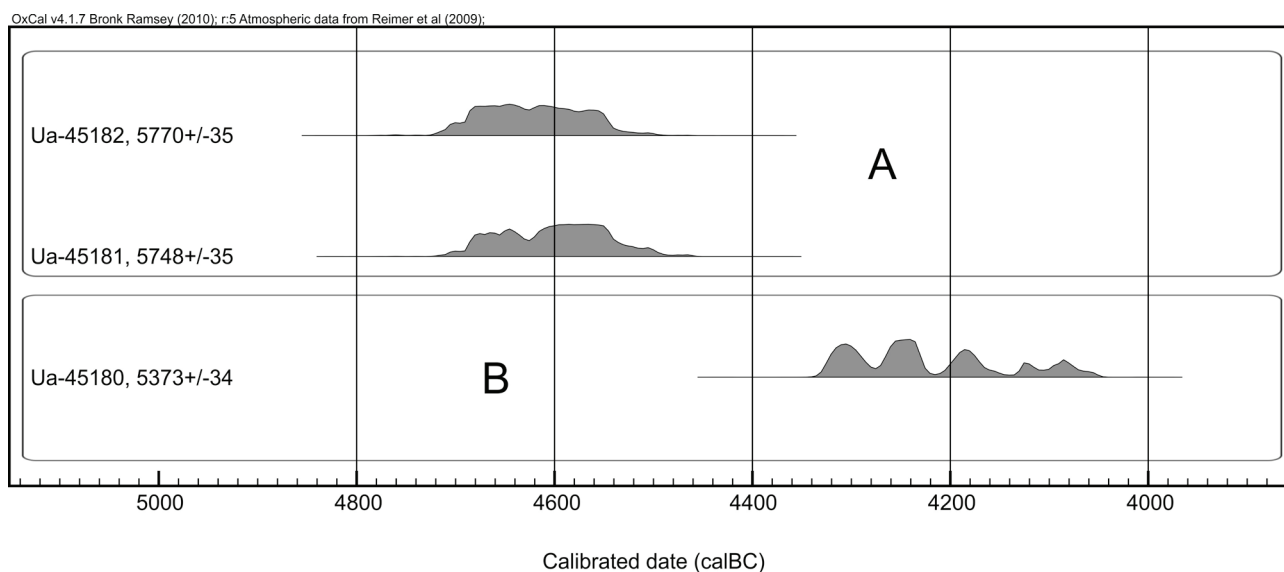 OxCal v4.1.7 Bronk Ramsey (2010); r:5 Atmospheric data from Reimer et al (2009);
Ua-45182, 5770+/-35
A
Ua-45181, 5748+/-35
Ua-45180, 5373+/-34
B
5000 4800 4600 4400 4200 4000
Calibrated date (calBC)